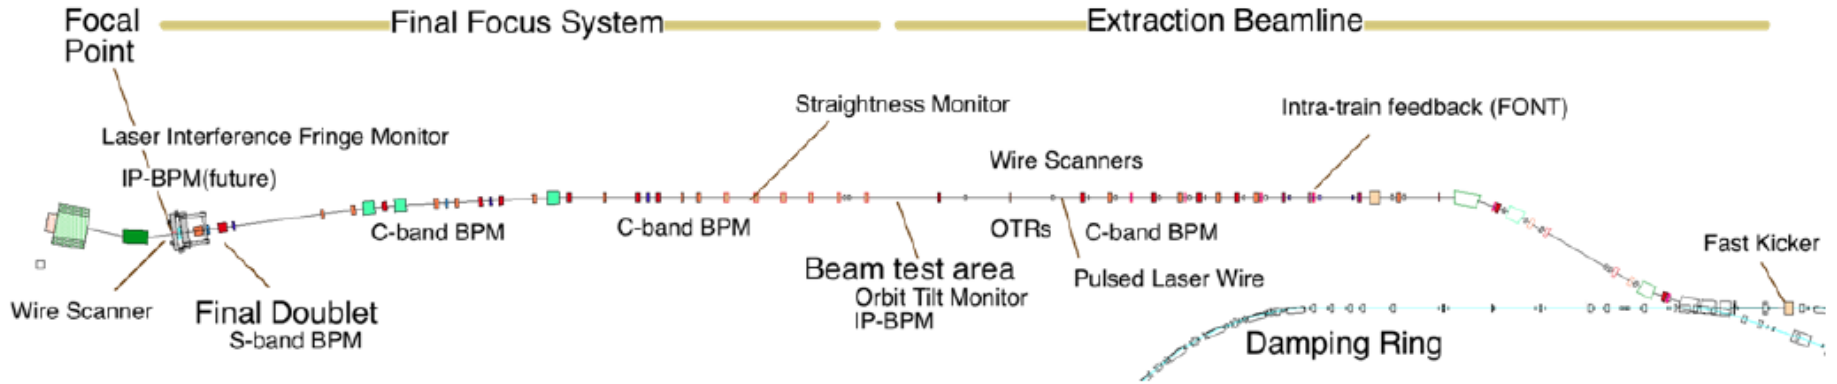 Focal
Point
Final Focus System
Extraction Beamline
Straightness Monitor
Intra-train feedback (FONT)
Laser Interference Fringe Monitor
Wire Scanners
IP-BPM(future)
C-band BPM
C-band BPM
OTRs
C-band BPM
Fast Kicker
Beam test area
Orbit Tilt Monitor
IP-BPM
Pulsed Laser Wire
Wire Scanner
Final Doublet
S-band BPM
Damping Ring